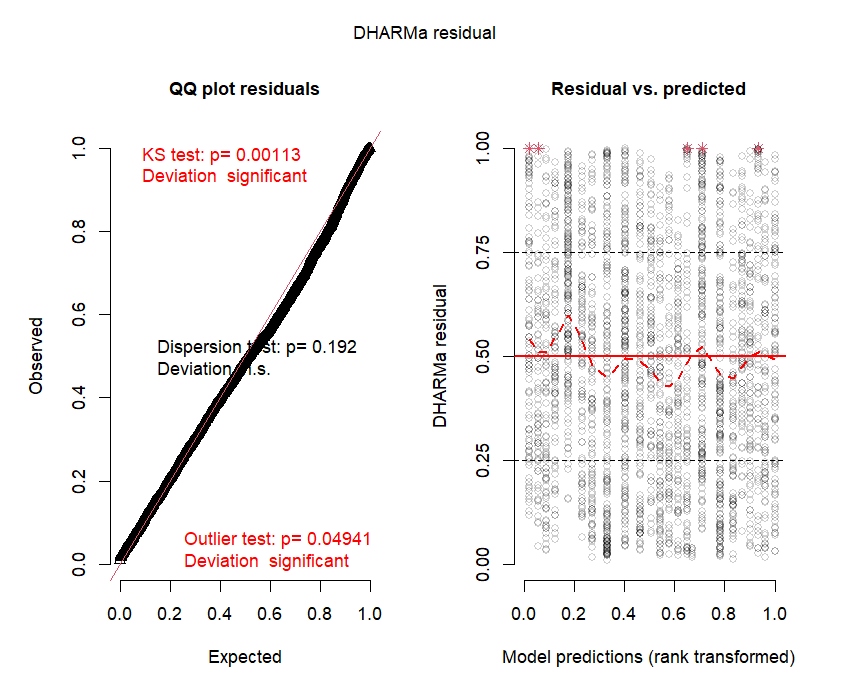 DHARMa residual
QQ plot residuals
KS test: p= 0.00113
Deviation significant
Dispersion test: p= 0.192
Deviation n.s.
Outlier test: p= 0.04941
Deviation significant
Observed
0.0 0.2 0.4 0.6 0.8 1.0
0.0 0.2 0.4 0.6 0.8 1.0
Expected
Residual vs. predicted
DHARMa residual
0.00 0.25 0.50 0.75 1.00
0.0 0.2 0.4 0.6 0.8 1.0
Model predictions (rank transformed)